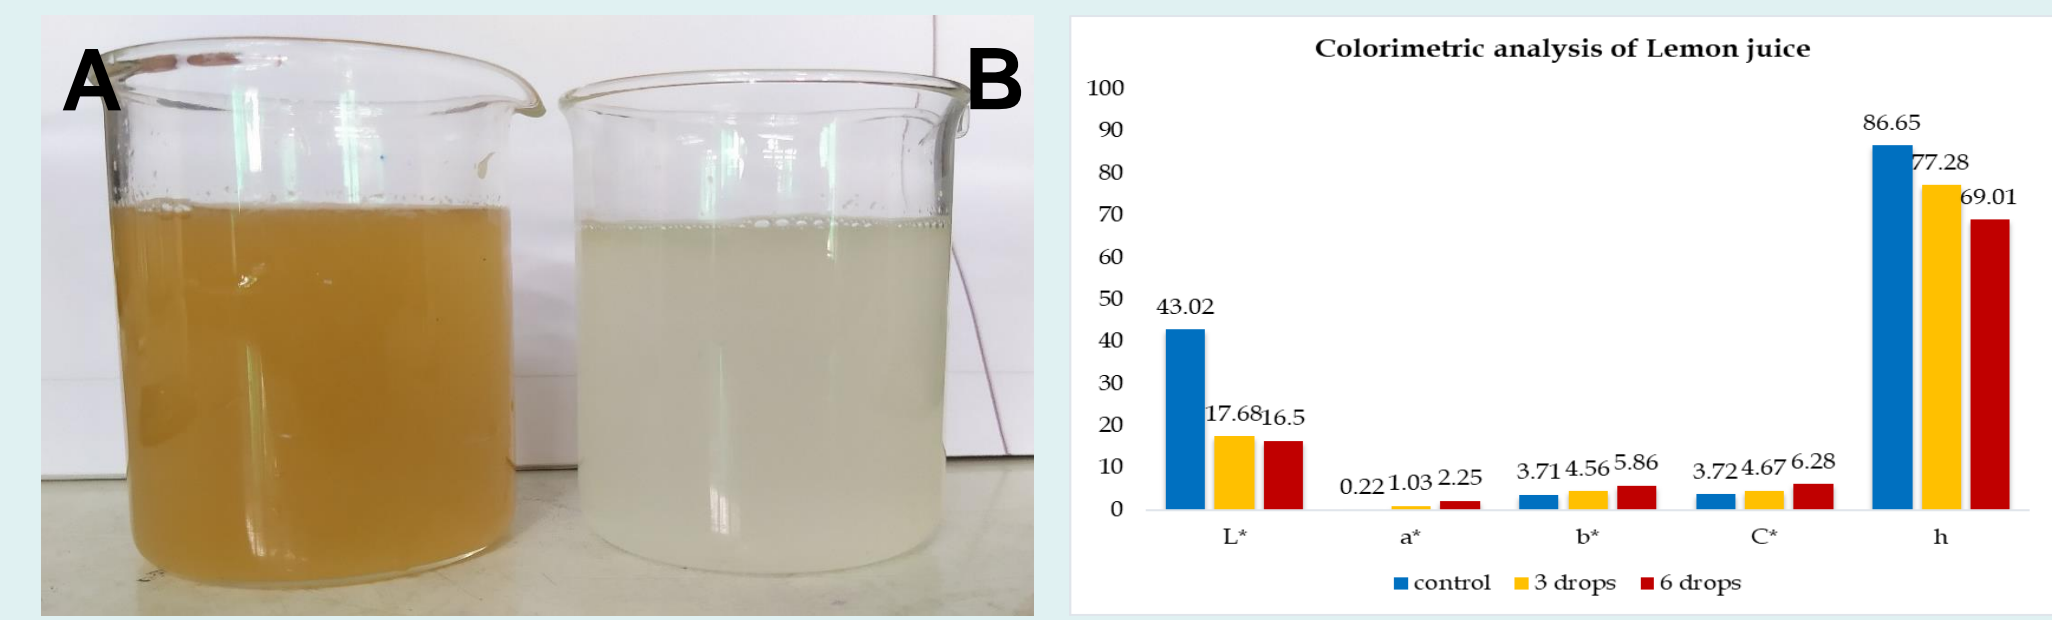 A
B
Colorimetric analysis of Lemon juice
100
90
80
70
60
50
40
30
20
10
0
43.02
17.68
16.5
0.22
1.03
2.25
3.71
4.56
5.86
3.72
4.67
6.28
86.65
77.28
69.01
L*
a*
b*
C*
h
control
3 drops
6 drops